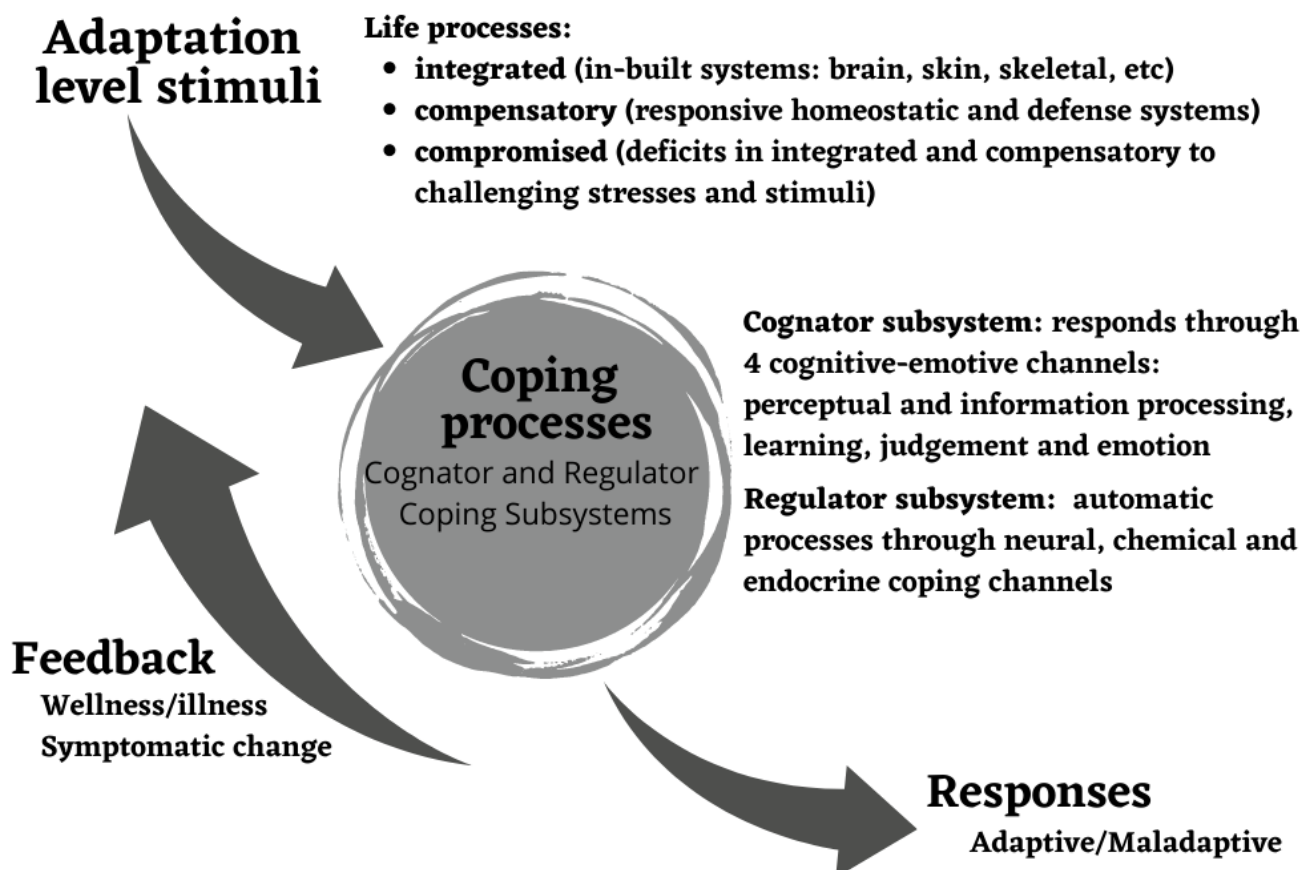 Adaptation
level stimuli
Life processes:
• integrated (in-built systems: brain, skin, skeletal, etc)
• compensatory (responsive homeostatic and defense systems)
• compromised (deficits in integrated and compensatory to
challenging stresses and stimuli)
Coping
processes
Cognator and Regulator
Coping Subsystems
Cognator subsystem: responds through
4 cognitive-emotive channels:
perceptual and information processing,
learning, judgement and emotion
Regulator subsystem: automatic
processes through neural, chemical and
endocrine coping channels
Feedback
Wellness/illness
Symptomatic change
Responses
Adaptive/Maladaptive